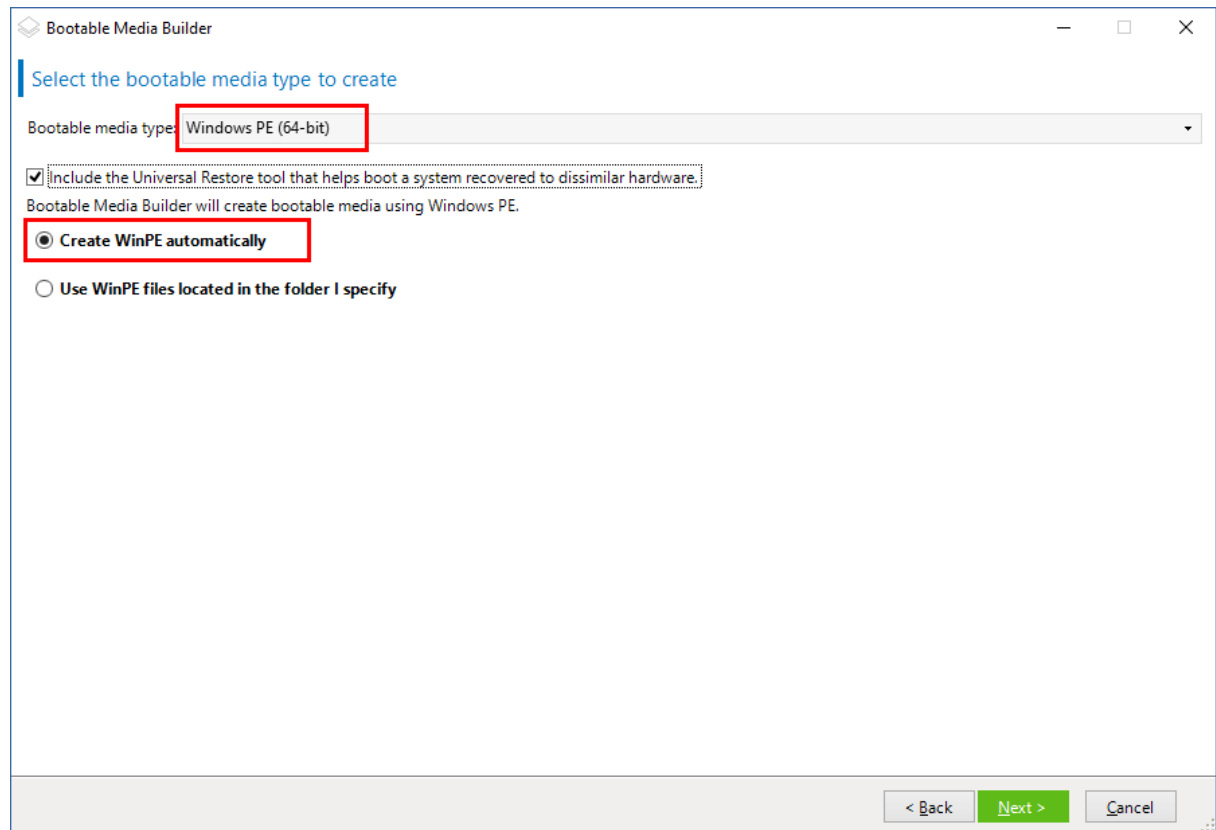 Bootable Media Builder
Select the bootable media type to create
Bootable media type: Windows PE (64-bit)
Include the Universal Restore tool that helps boot a system recovered to dissimilar hardware.
Bootable Media Builder will create bootable media using Windows PE.
Create WinPE automatically
Use WinPE files located in the folder I specify
< Back Next > Cancel